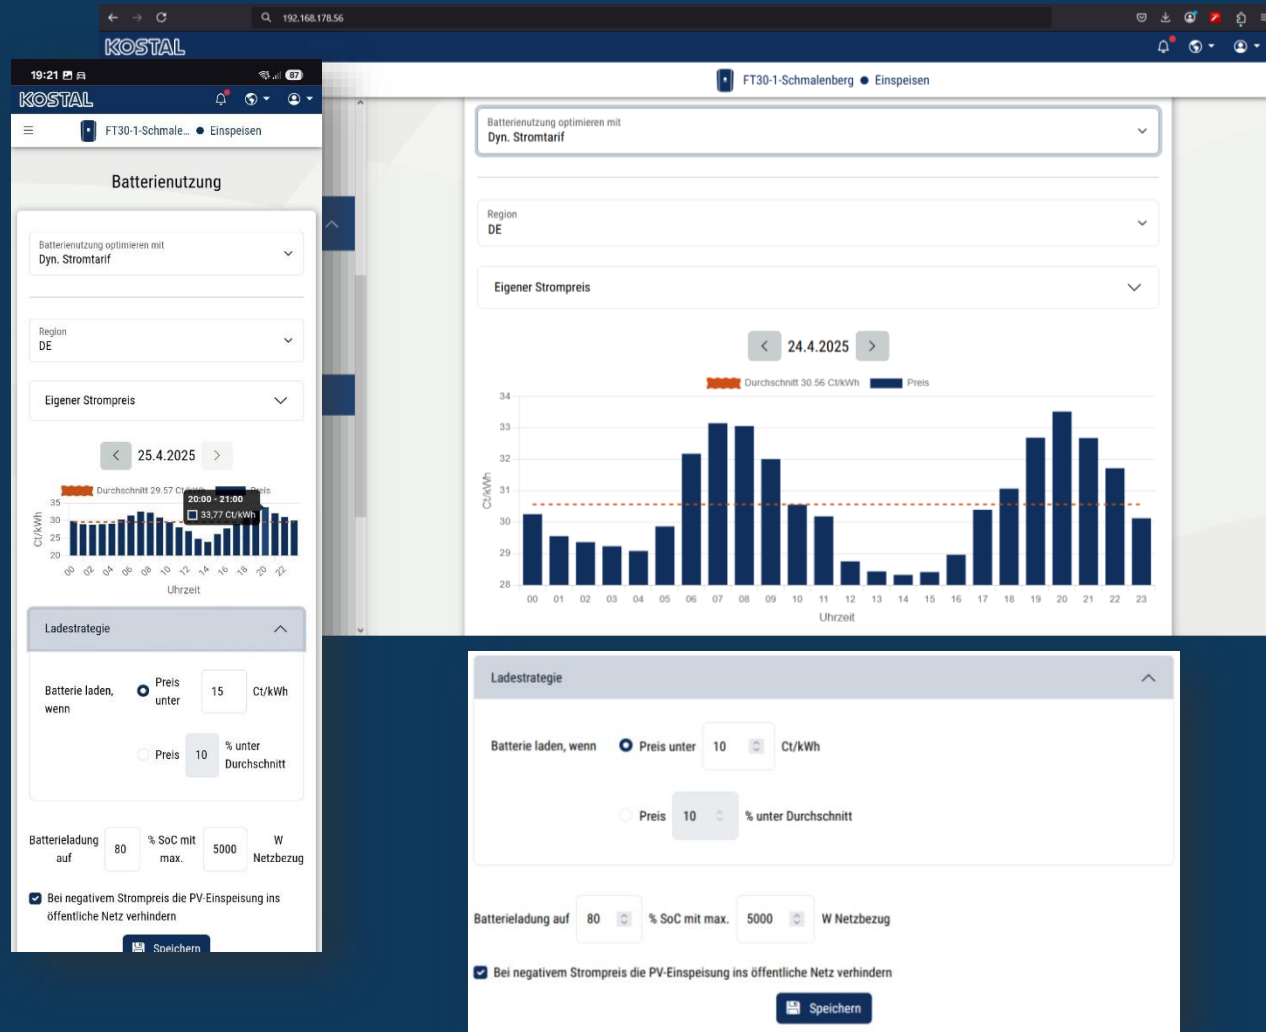 192.168.178.56
KOSTAL
FT30-1-Schmalenberg ● Einspeisen
19:21
87
KOSTAL
FT30-1-Schmale... ● Einspeisen
Batterienutzung
Batterienutzung optimieren mit
Dyn. Stromtarif
Region
DE
Eigener Strompreis
25.4.2025
Durchschnitt 29.57 Ct/
Preis
20:00 - 21:00
33,77 Ct/kWh
Ct/kWh
35
30
25
20
00 02 04 06 08 10 12 14 16 18 20 22
Uhrzeit
Ladestrategie
Batterie laden, wenn
Preis unter 15 Ct/kWh
Preis 10 % unter Durchschnitt
Batterieladung auf 80 % SoC mit max. 5000 W Netzbezug
Bei negativem Strompreis die PV-Einspeisung ins
öffentliche Netz verhindern
Speichern
Batterienutzung optimieren mit
Dyn. Stromtarif
Region
DE
Eigener Strompreis
24.4.2025
Durchschnitt 30.56 Ct/kWh Preis
Ct/kWh
34
33
32
31
30
29
28
00 01 02 03 04 05 06 07 08 09 10 11 12 13 14 15 16 17 18 19 20 21 22 23
Uhrzeit
Ladestrategie
Batterie laden, wenn Preis unter 10 Ct/kWh
Preis 10 % unter Durchschnitt
Batterieladung auf 80 % SoC mit max. 5000 W Netzbezug
Bei negativem Strompreis die PV-Einspeisung ins öffentliche Netz verhindern
Speichern